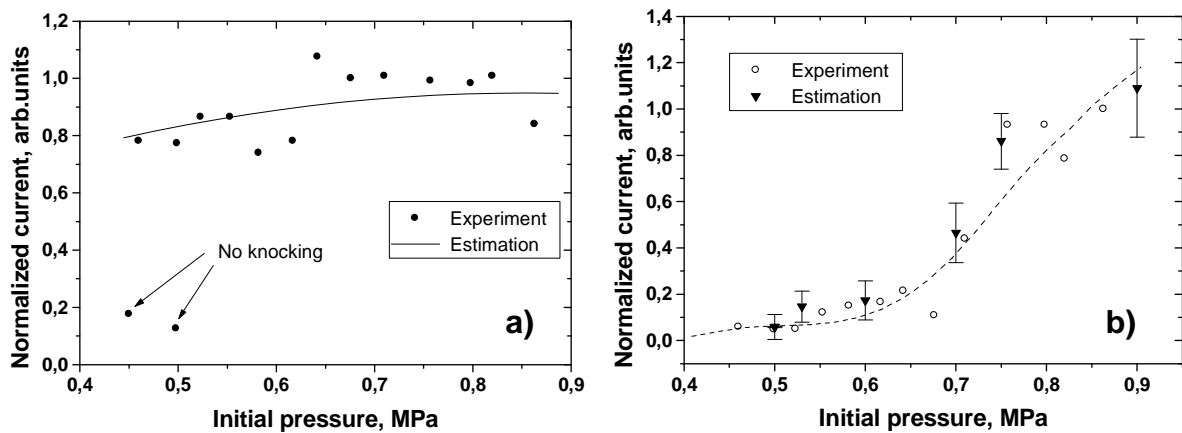 1,2
1,0
0,8
0,6
0,4
0,2
0,0
Normalized current, arb.units
Experiment
Estimation
No knocking
a)
0,4 0,5 0,6 0,7 0,8 0,9
Initial pressure, MPa
1,4
1,2
1,0
0,8
0,6
0,4
0,2
0,0
Normalized current, arb.units
Experiment
Estimation
b)
0,4 0,5 0,6 0,7 0,8 0,9
Initial pressure, MPa